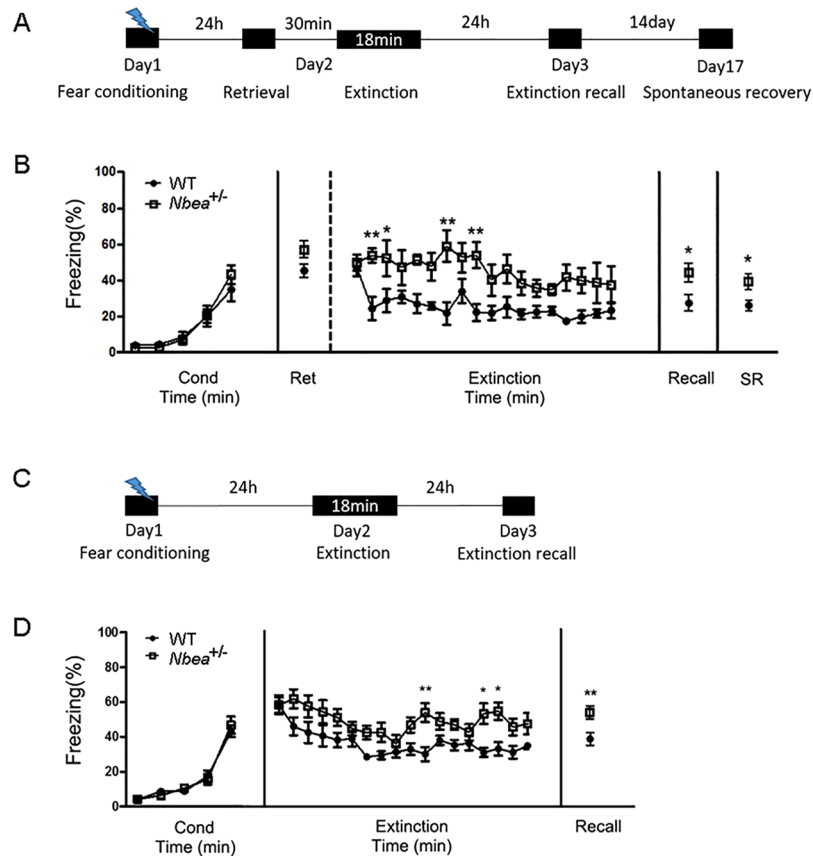 A
24h 30min 24h 14day
18min
Day1 Day2 Day3 Day17
Fear conditioning Retrieval Extinction Extinction recall Spontaneous recovery
B
100
80
60
40
20
0
Freezing(%)
WT
Nbea+/-
** * ** **
* *
Cond Ret Extinction Recall SR
Time (min) Time (min)
C
24h 24h
18min
Day1 Day2 Day3
Fear conditioning Extinction Extinction recall
D
100
80
60
40
20
0
Freezing(%)
WT
Nbea+/-
** * * **
Cond Extinction Recall
Time (min) Time (min)